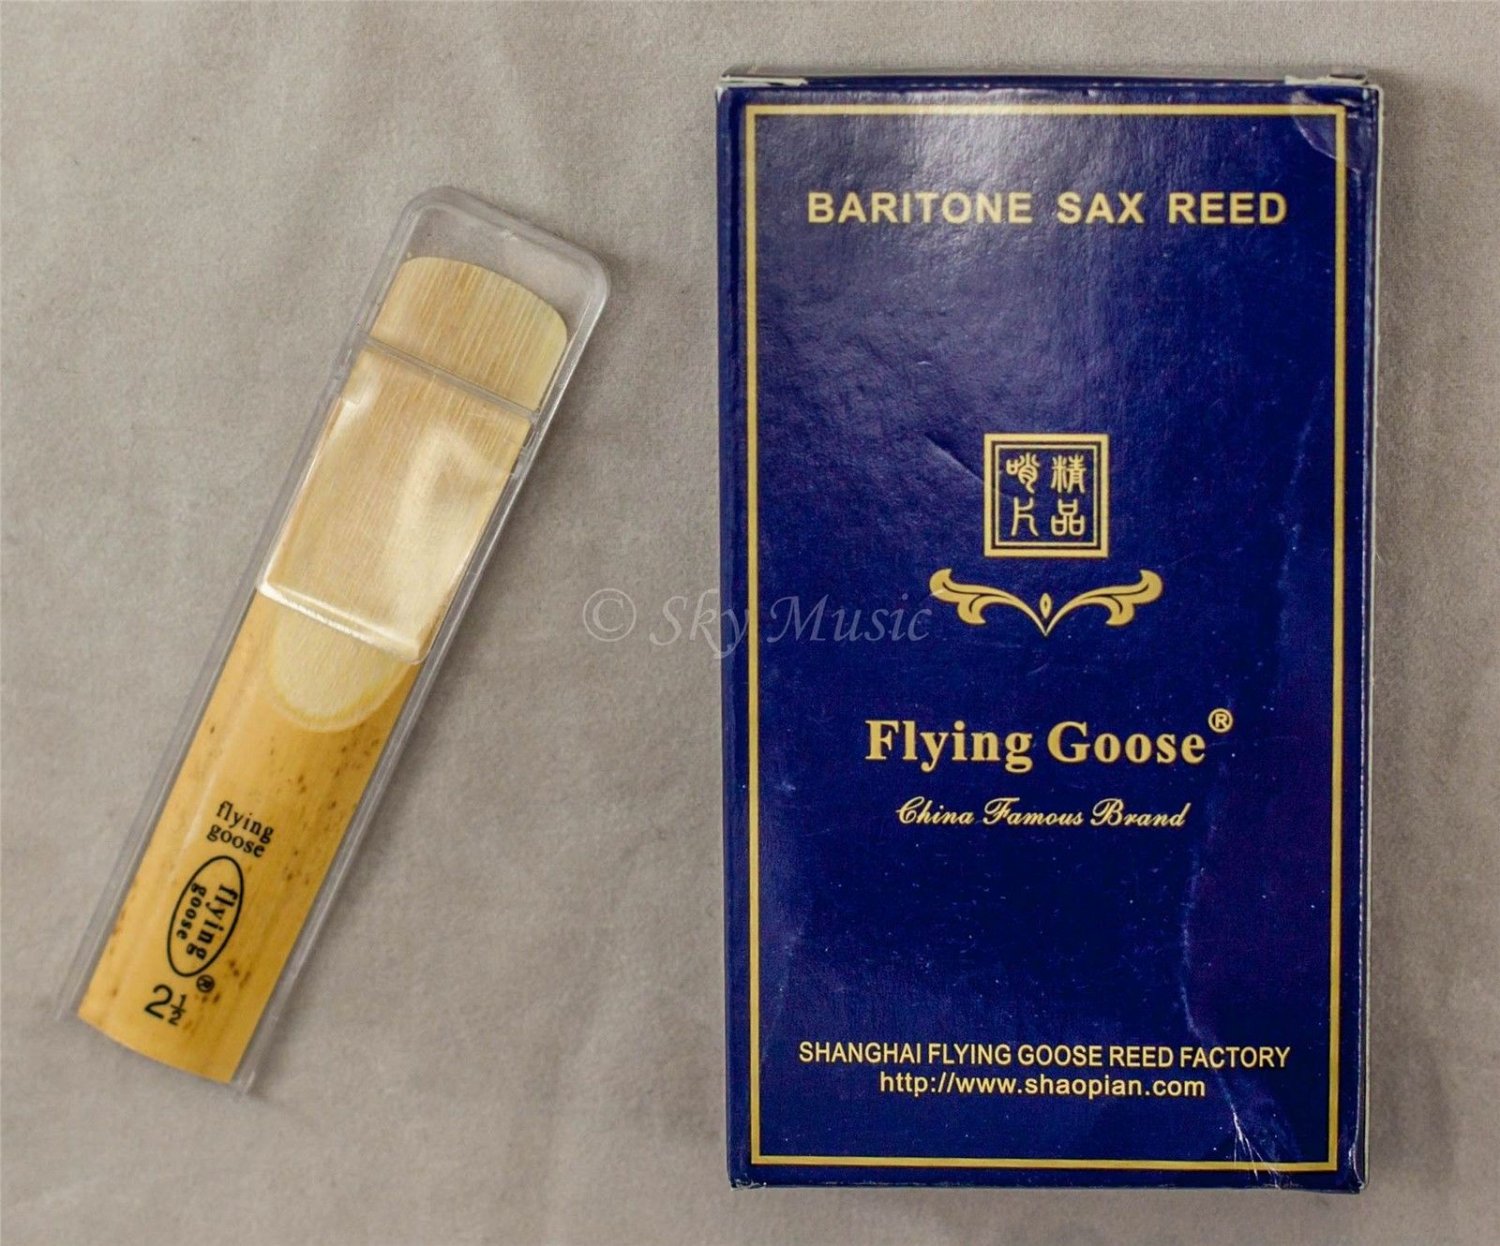 BARITONE SAX REED
精品
哨片
Flying Goose®
China Famous Brand
SHANGHAI FLYING GOOSE REED FACTORY
http://www.shaopian.com
flying
goose
flying
goose
®
2½
© Sky Music